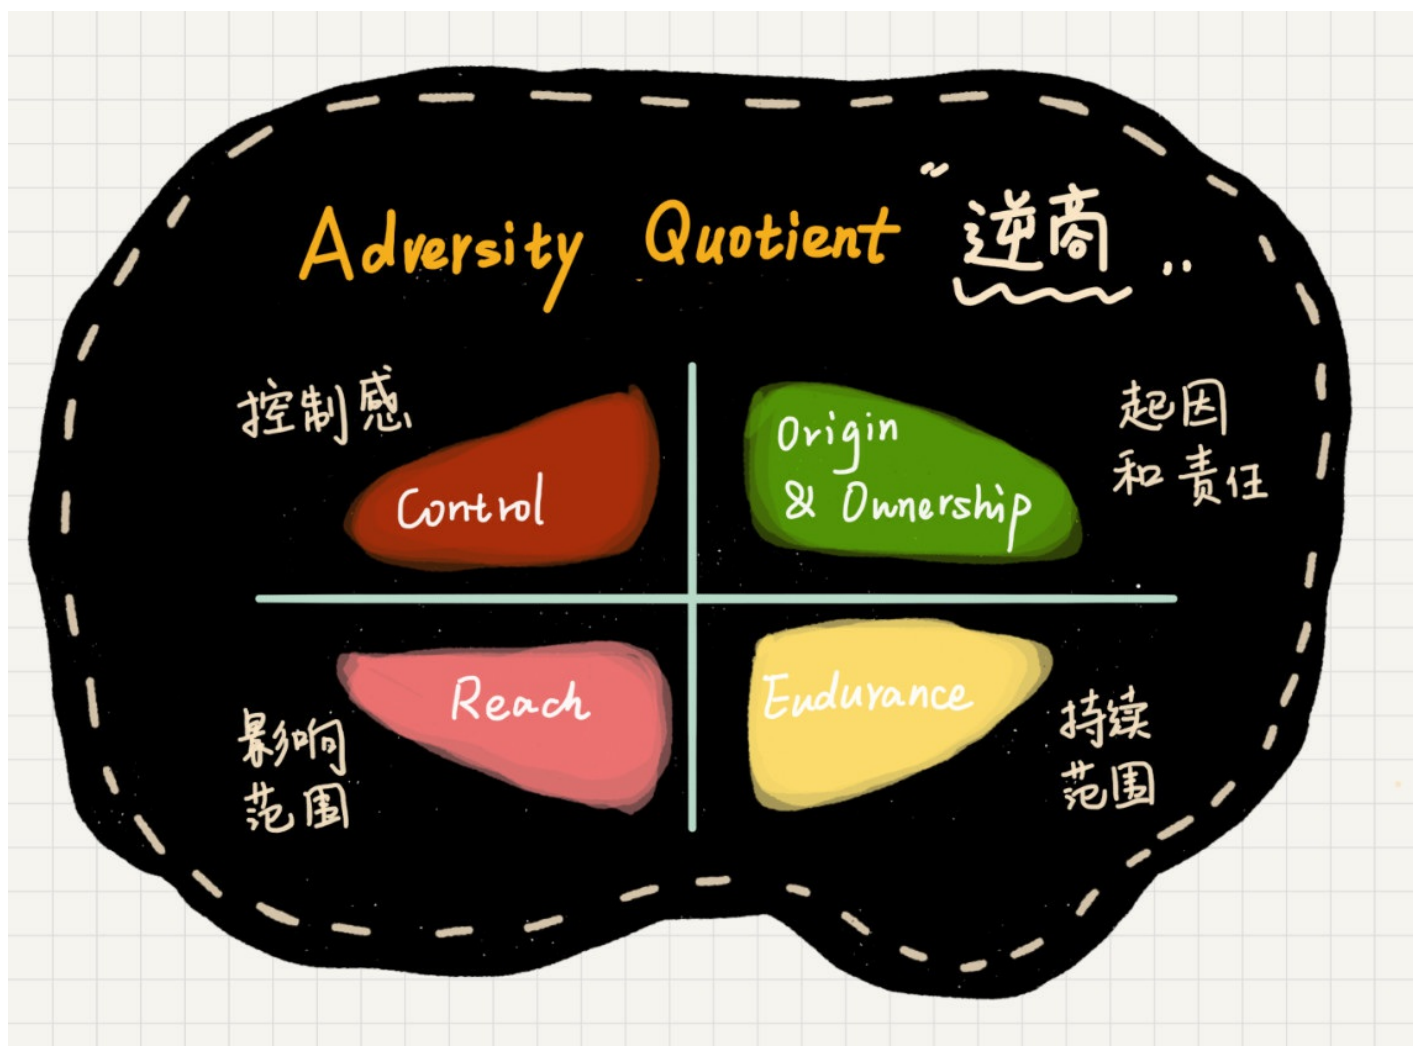 Adversity Quotient “逆商”
控制感
Control
Origin
& Ownership
起因
和责任
Reach
影响
范围
Endurance
持续
范围